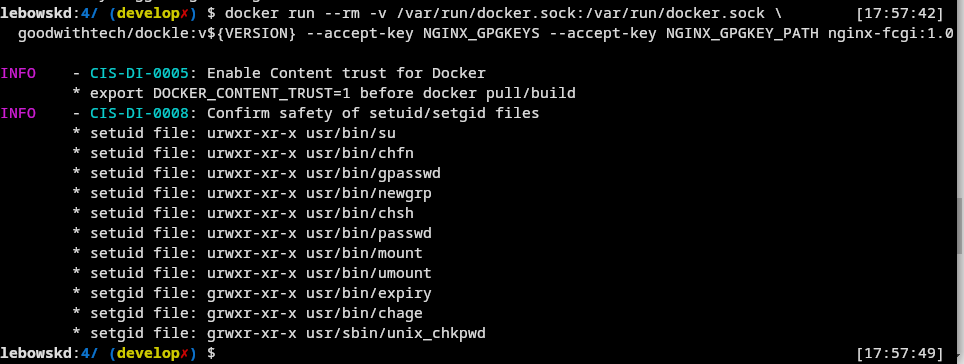 lebowskd:4/ (develop✗) $ docker run --rm -v /var/run/docker.sock:/var/run/docker.sock \ [17:57:42]
goodwithtech/dockle:v${VERSION} --accept-key NGINX_GPGKEYS --accept-key NGINX_GPGKEY_PATH nginx-fcgi:1.0
INFO - CIS-DI-0005: Enable Content trust for Docker
* export DOCKER_CONTENT_TRUST=1 before docker pull/build
INFO - CIS-DI-0008: Confirm safety of setuid/setgid files
* setuid file: urwxr-xr-x usr/bin/su
* setuid file: urwxr-xr-x usr/bin/chfn
* setuid file: urwxr-xr-x usr/bin/gpasswd
* setuid file: urwxr-xr-x usr/bin/newgrp
* setuid file: urwxr-xr-x usr/bin/chsh
* setuid file: urwxr-xr-x usr/bin/passwd
* setuid file: urwxr-xr-x usr/bin/mount
* setuid file: urwxr-xr-x usr/bin/umount
* setgid file: grwxr-xr-x usr/bin/expiry
* setgid file: grwxr-xr-x usr/bin/chage
* setgid file: grwxr-xr-x usr/sbin/unix_chkpwd
lebowskd:4/ (develop✗) $ [17:57:49]